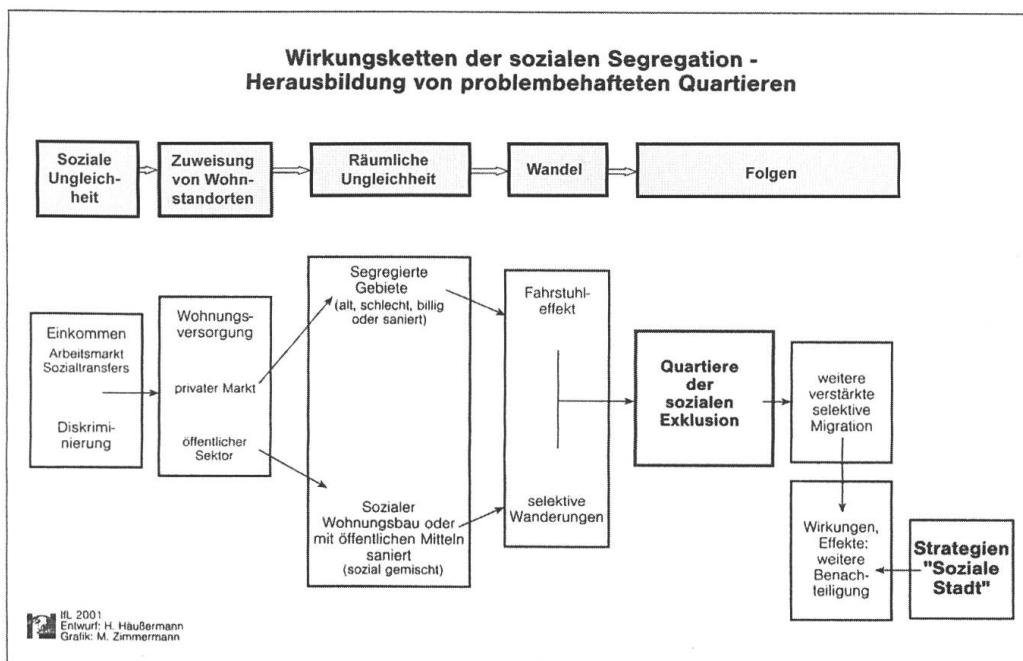 Wirkungsketten der sozialen Segregation -
Herausbildung von problembehafteten Quartieren
Soziale
Ungleich-
heit
Zuweisung
von Wohn-
standorten
Räumliche
Ungleichheit
Wandel
Folgen
Einkommen
Arbeitsmarkt
Sozialtransfers
Diskrimi-
nierung
Wohnungs-
versorgung
privater Markt
öffentlicher
Sektor
Segregierte
Gebiete
(alt, schlecht, billig
oder saniert)
Sozialer
Wohnungsbau oder
mit öffentlichen Mitteln
saniert
(sozial gemischt)
Fahrstuhl-
effekt
selektive
Wanderungen
Quartiere
der
sozialen
Exklusion
weitere
verstärkte
selektive
Migration
Wirkungen,
Effekte:
weitere
Benach-
teiligung
Strategien
"Soziale
Stadt"
IfL 2001
Entwurf: H. Häußermann
Grafik: M. Zimmermann